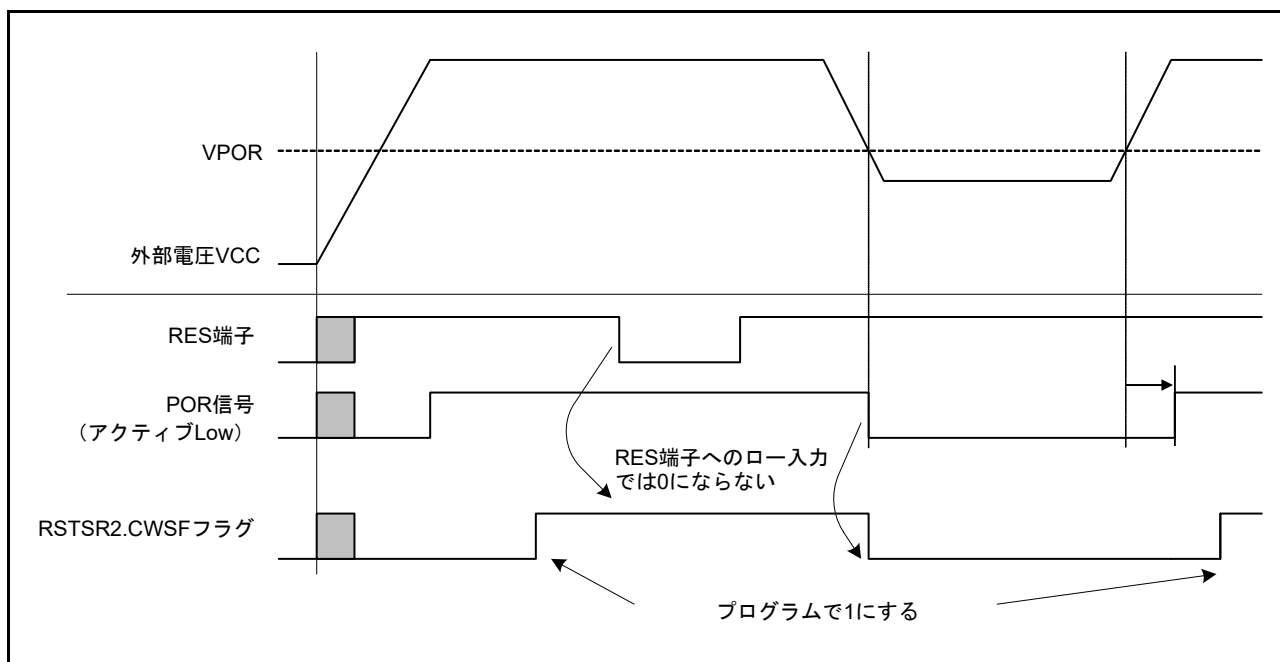 VPOR
外部電圧VCC
RES端子
POR信号
（アクティブLow）
RES端子へのロー入力
では0にならない
RSTSR2.CWSFフラグ
プログラムで1にする